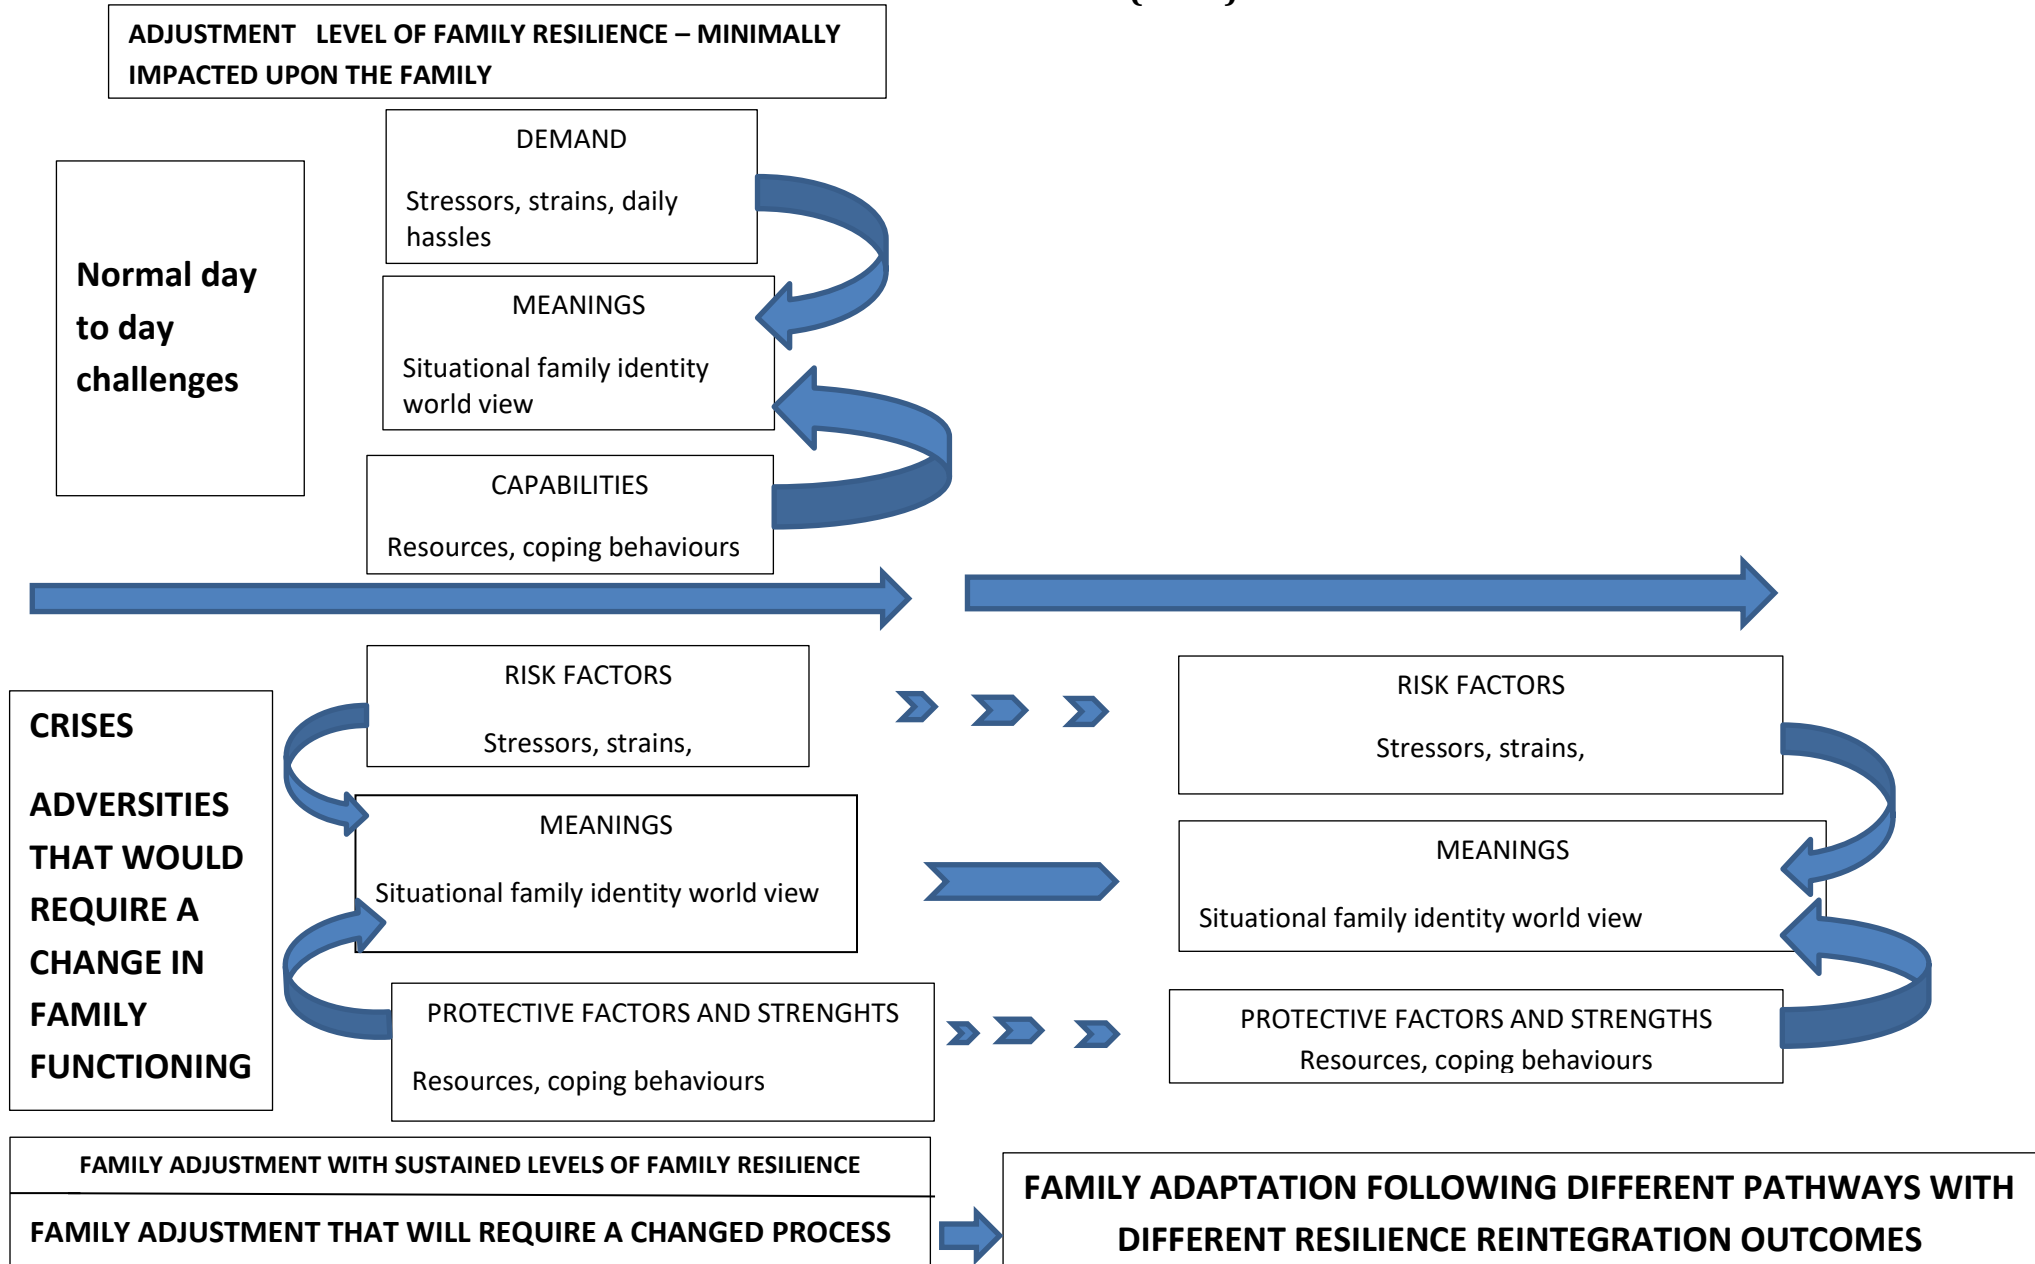 ADJUSTMENT LEVEL OF FAMILY RESILIENCE – MINIMALLY
IMPACTED UPON THE FAMILY
DEMAND
Stressors, strains, daily
hassles
Normal day
to day
challenges
MEANINGS
Situational family identity
world view
CAPABILITIES
Resources, coping behaviours
RISK FACTORS
Stressors, strains,
RISK FACTORS
Stressors, strains,
CRISES
ADVERSITIES
THAT WOULD
REQUIRE A
CHANGE IN
FAMILY
FUNCTIONING
MEANINGS
Situational family identity world view
MEANINGS
Situational family identity world view
PROTECTIVE FACTORS AND STRENGHTS
Resources, coping behaviours
PROTECTIVE FACTORS AND STRENGTHS
Resources, coping behaviours
FAMILY ADJUSTMENT WITH SUSTAINED LEVELS OF FAMILY RESILIENCE
FAMILY ADJUSTMENT THAT WILL REQUIRE A CHANGED PROCESS
FAMILY ADAPTATION FOLLOWING DIFFERENT PATHWAYS WITH
DIFFERENT RESILIENCE REINTEGRATION OUTCOMES